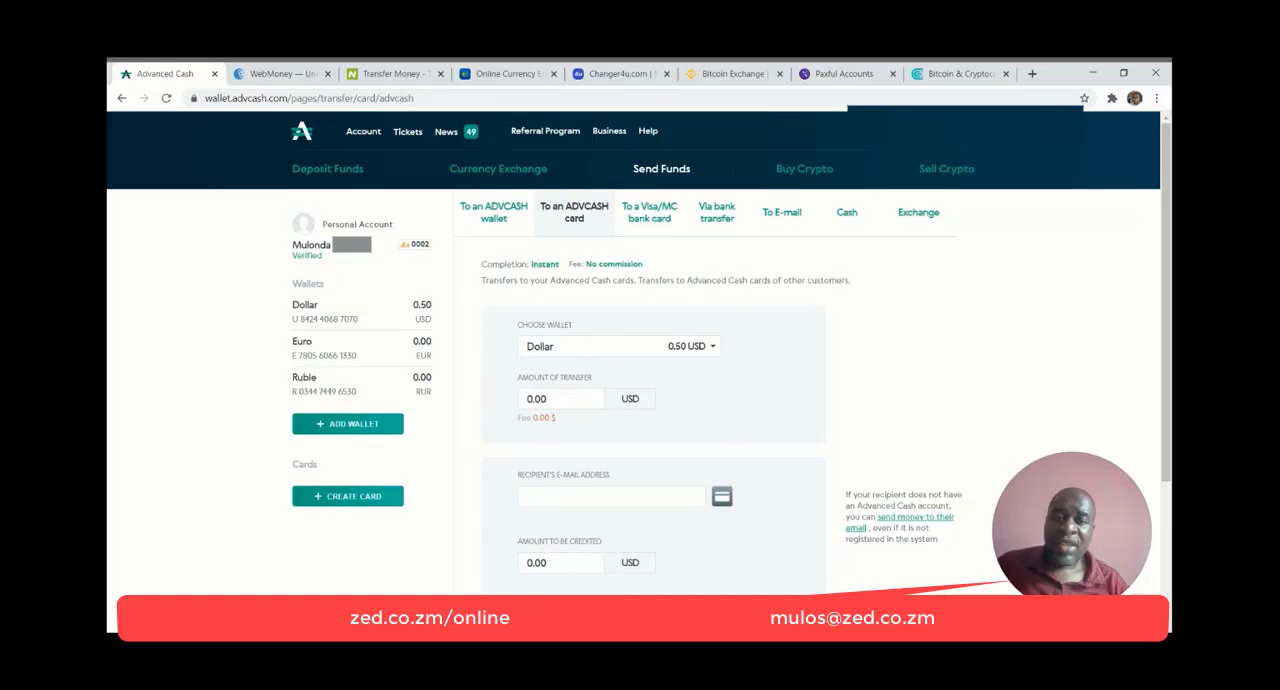 Advanced Cash
WebMoney — Un
Transfer Money - T
Online Currency E
Changer4u.com | T
Bitcoin Exchange |
Paxful Accounts
Bitcoin & Cryptoc
wallet.advcash.com/pages/transfer/card/advcash
Account Tickets News 49 Referral Program Business Help
Deposit Funds Currency Exchange Send Funds Buy Crypto Sell Crypto
To an ADVCASH wallet
To an ADVCASH card
To a Visa/MC bank card
Via bank transfer
To E-mail
Cash
Exchange
Personal Account
Mulonda
0002
Verified
Wallets
Dollar 0.50
U 8424 4068 7070 USD
Euro 0.00
E 7805 6066 1330 EUR
Ruble 0.00
R 0344 7449 6530 RUR
+ ADD WALLET
Cards
+ CREATE CARD
Completion: Instant Fee: No commission
Transfers to your Advanced Cash cards. Transfers to Advanced Cash cards of other customers.
CHOOSE WALLET
Dollar 0.50 USD
AMOUNT OF TRANSFER
0.00 USD
Fee 0.00 $
RECIPIENT'S E-MAIL ADDRESS
AMOUNT TO BE CREDITED
0.00 USD
If your recipient does not have
an Advanced Cash account,
you can send money to their
email , even if it is not
registered in the system
zed.co.zm/online mulos@zed.co.zm